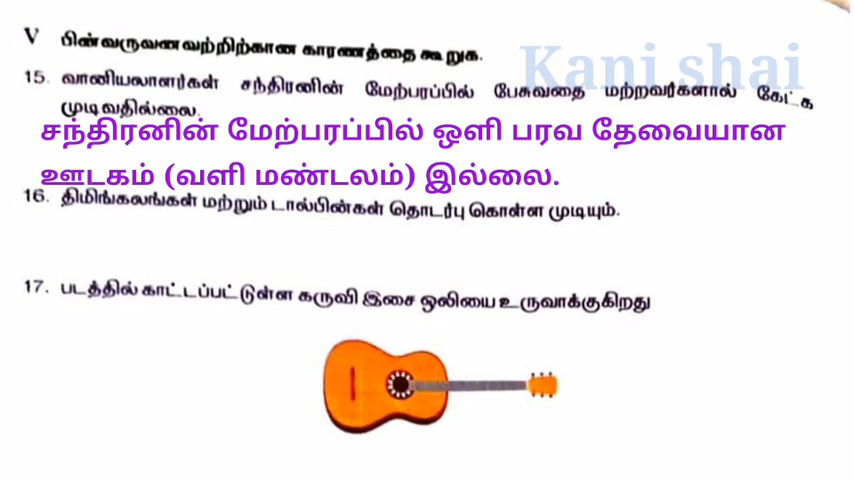 V பின்வருவனவற்றிற்கான காரணத்தை கூறுக.
Kani shai
15. வானியலாளர்கள் சந்திரனின் மேற்பரப்பில் பேசுவதை மற்றவர்களால் கேட்க
முடிவதில்லை.
சந்திரனின் மேற்பரப்பில் ஒளி பரவ தேவையான
ஊடகம் (வளி மண்டலம்) இல்லை.
16. திமிங்கலங்கள் மற்றும் டால்பின்கள் தொடர்பு கொள்ள முடியும்.
17. படத்தில் காட்டப்பட்டுள்ள கருவி இசை ஒலியை உருவாக்குகிறது